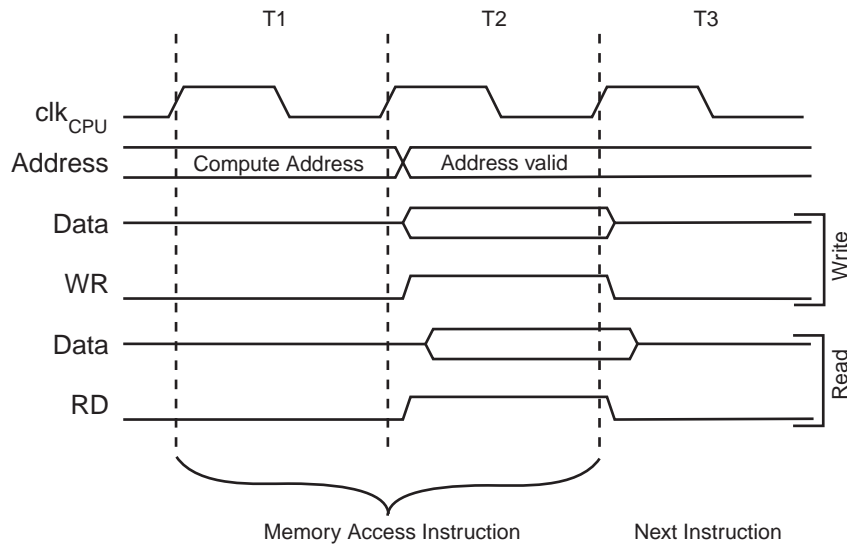 T1 T2 T3
clkCPU
Address Compute Address Address valid
Data
WR
Write
Data
RD
Read
Memory Access Instruction Next Instruction